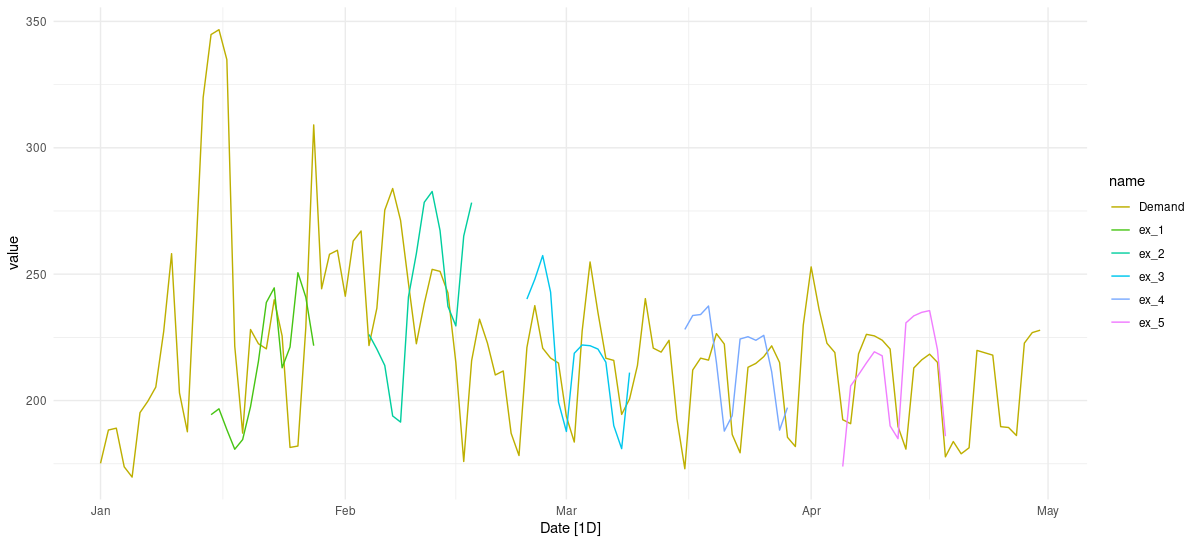 350
300
250
200
value
Jan
Feb
Mar
Apr
May
Date [1D]
name
Demand
ex_1
ex_2
ex_3
ex_4
ex_5